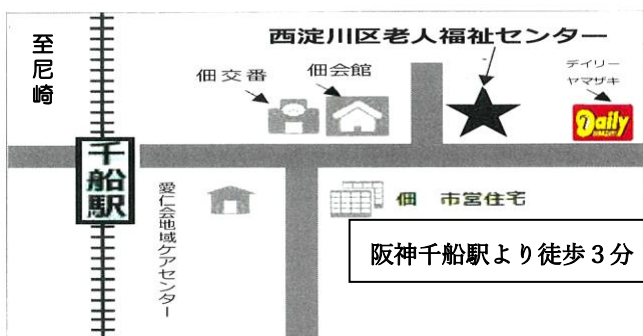 至尼崎
西淀川区老人福祉センター
佃交番
佃会館
デイリー
ヤマザキ
Daily
千船駅
愛仁会地域ケアセンター
佃 市営住宅
阪神千船駅より徒歩3分